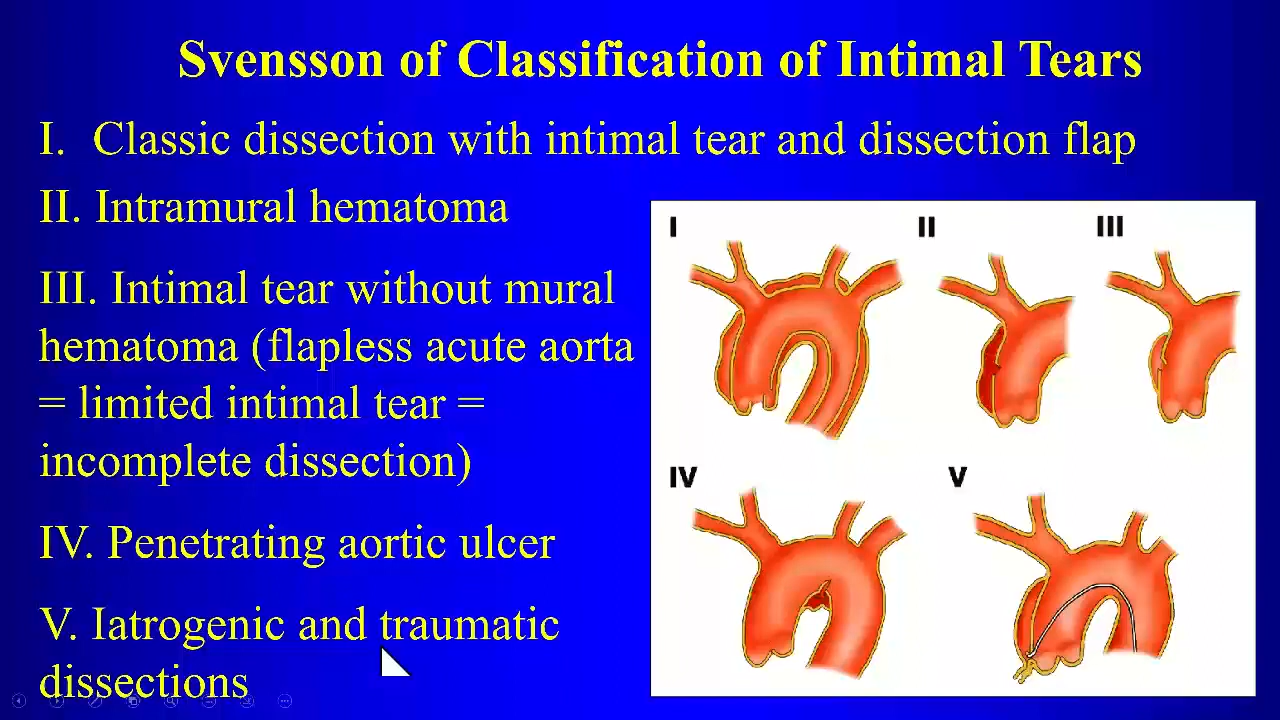 Svensson of Classification of Intimal Tears
I. Classic dissection with intimal tear and dissection flap
II. Intramural hematoma
III. Intimal tear without mural
hematoma (flapless acute aorta
= limited intimal tear =
incomplete dissection)
IV. Penetrating aortic ulcer
V. Iatrogenic and traumatic
dissections
I
II
III
IV
V